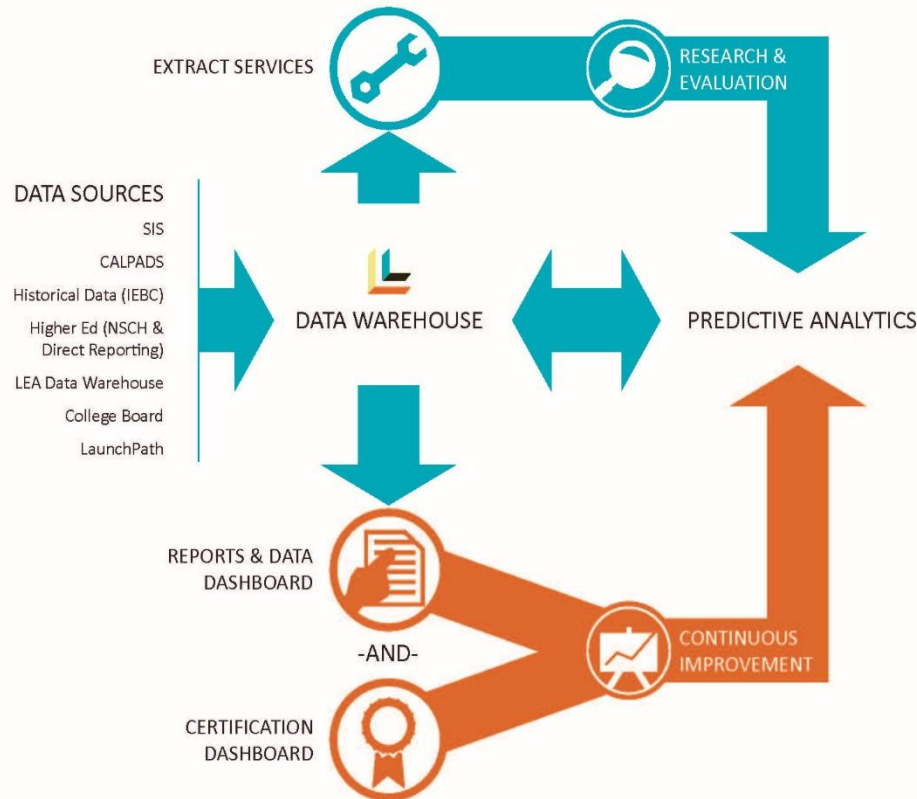 EXTRACT SERVICES
RESEARCH &
EVALUATION
DATA SOURCES
SIS
CALPADS
Historical Data (IEBC)
Higher Ed (NSCH &
Direct Reporting)
LEA Data Warehouse
College Board
LaunchPath
DATA WAREHOUSE
PREDICTIVE ANALYTICS
REPORTS & DATA
DASHBOARD
-AND-
CONTINUOUS
IMPROVEMENT
CERTIFICATION
DASHBOARD